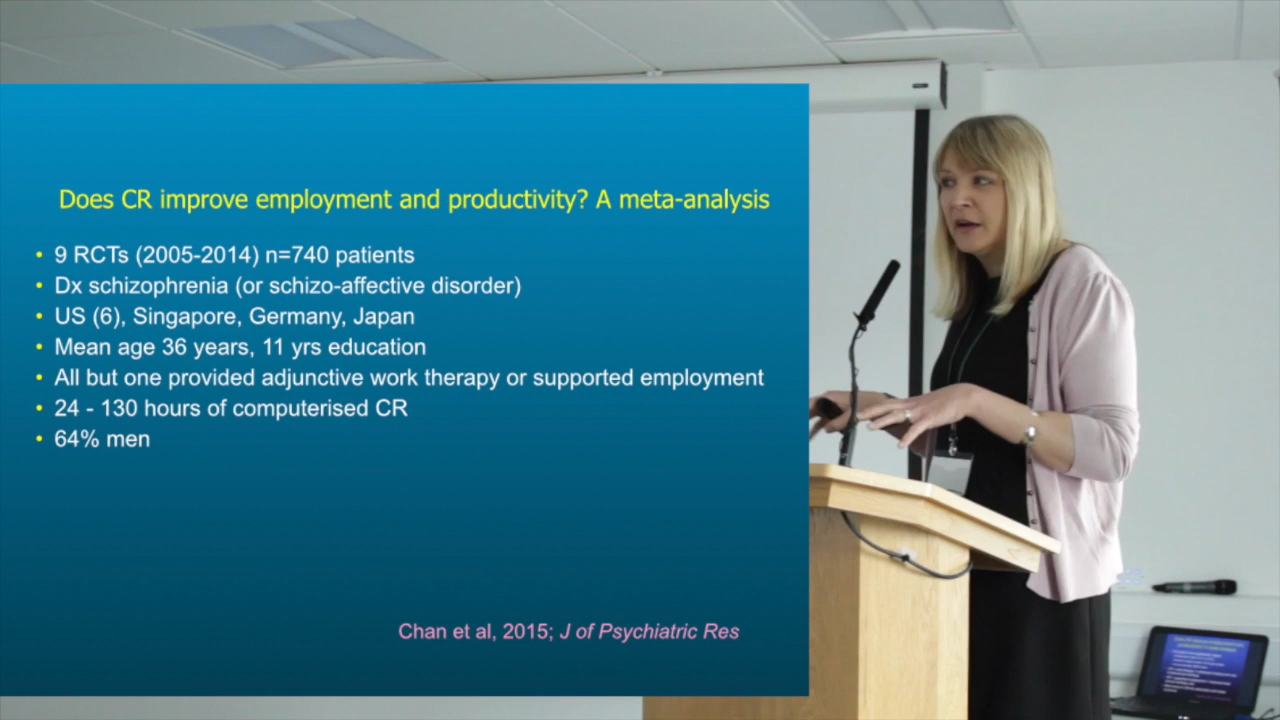 Does CR improve employment and productivity? A meta-analysis
• 9 RCTs (2005-2014) n=740 patients
• Dx schizophrenia (or schizo-affective disorder)
• US (6), Singapore, Germany, Japan
• Mean age 36 years, 11 yrs education
• All but one provided adjunctive work therapy or supported employment
• 24 - 130 hours of computerised CR
• 64% men
Chan et al, 2015; J of Psychiatric Res